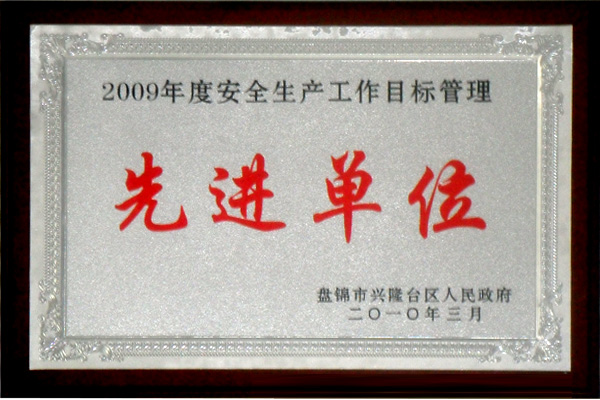 2009年度安全生产工作目标管理
先进单位
盘锦市兴隆台区人民政府
二〇一〇年三月